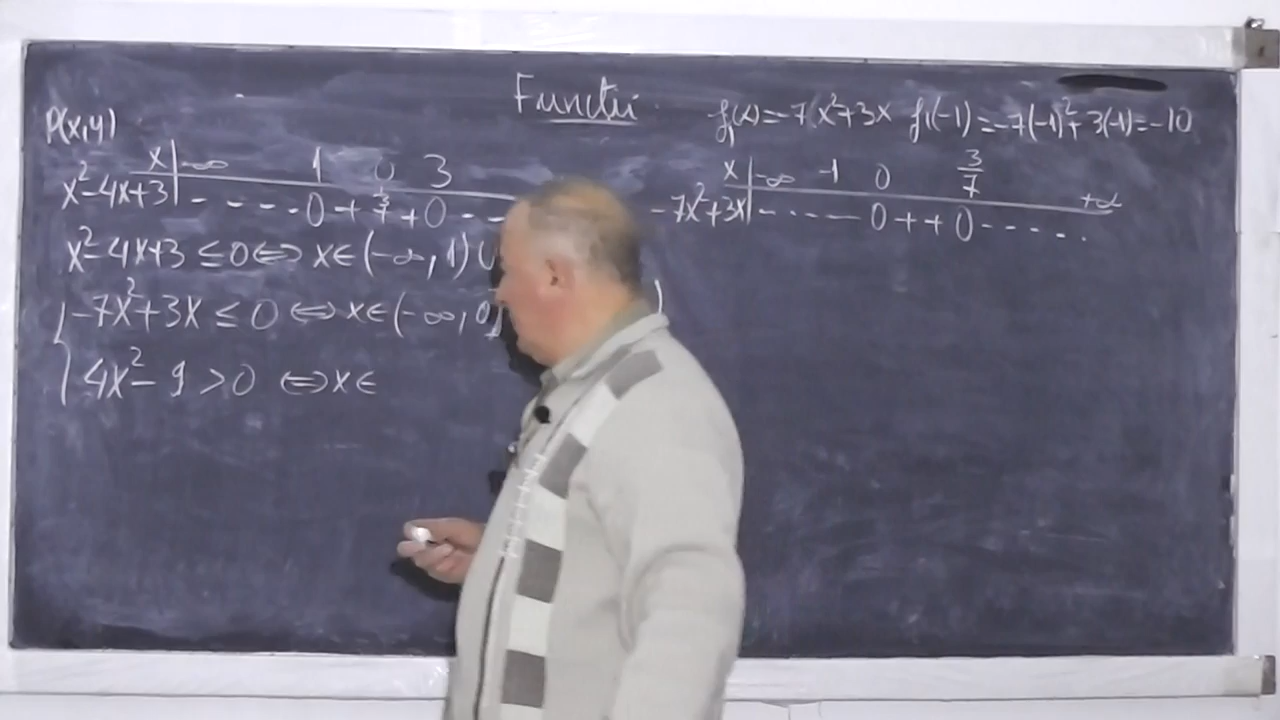 Funcții
P(x,y)
x | -∞ 1 0 3
x²-4x+3 | - - - - - 0 + 3/7 + 0 - - -
x²-4x+3 ≤ 0 ⇔ x∈(-∞, 1) ∪
-7x²+3x ≤ 0 ⇔ x∈(-∞, 0] )
4x²-9 > 0 ⇔ x∈
f₁(x)=-7x²+3x f₁(-1)=-7(-1)²+3(-1)=-10
x | -∞ -1 0 3/7 +∞
-7x²+3x | - - - - - 0 + + 0 - - - - -